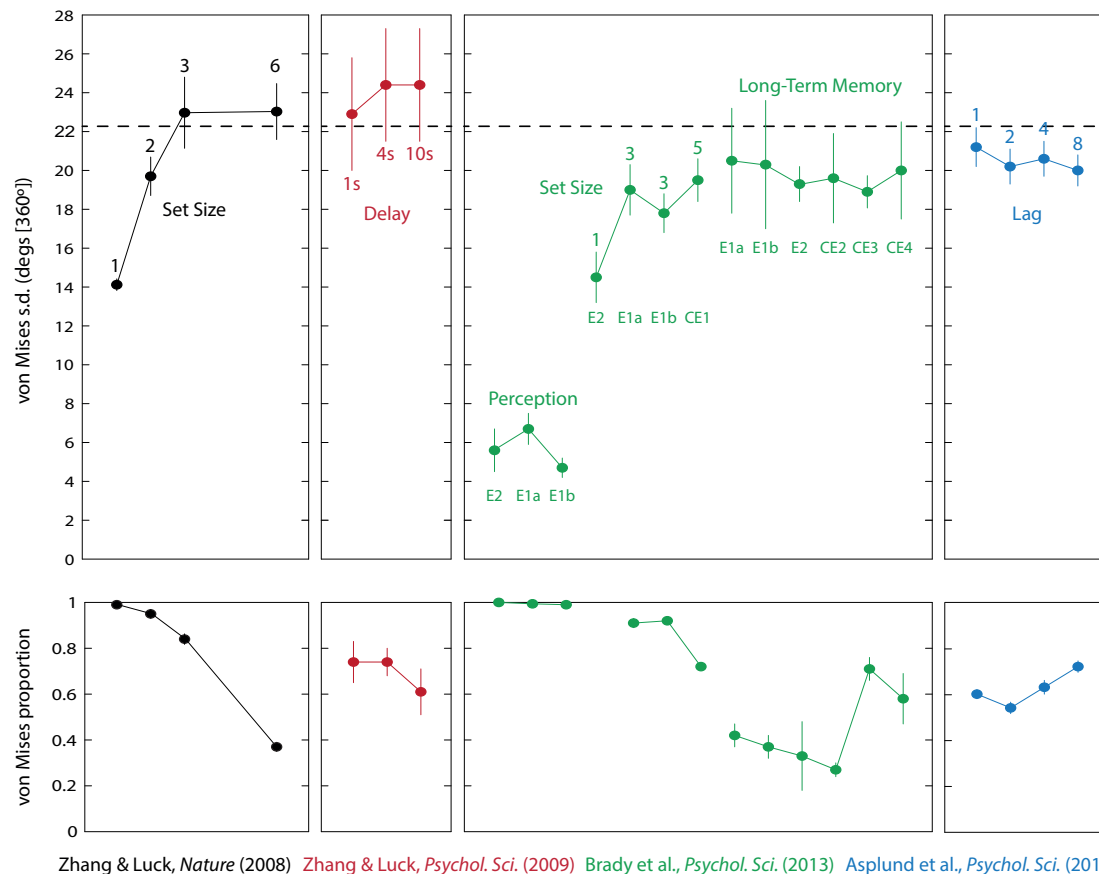 28
26
24
22
20
18
16
14
12
10
8
6
4
2
0
von Mises s.d. (degs [360º])
1
2
3
6
Set Size
1s
4s
10s
Delay
Perception
E2
E1a
E1b
Set Size
1
3
3
5
E2
E1a
E1b
CE1
Long-Term Memory
E1a
E1b
E2
CE2
CE3
CE4
1
2
4
8
Lag
1
0.8
0.6
0.4
0.2
0
von Mises proportion
Zhang & Luck, Nature (2008) Zhang & Luck, Psychol. Sci. (2009) Brady et al., Psychol. Sci. (2013) Asplund et al., Psychol. Sci. (201